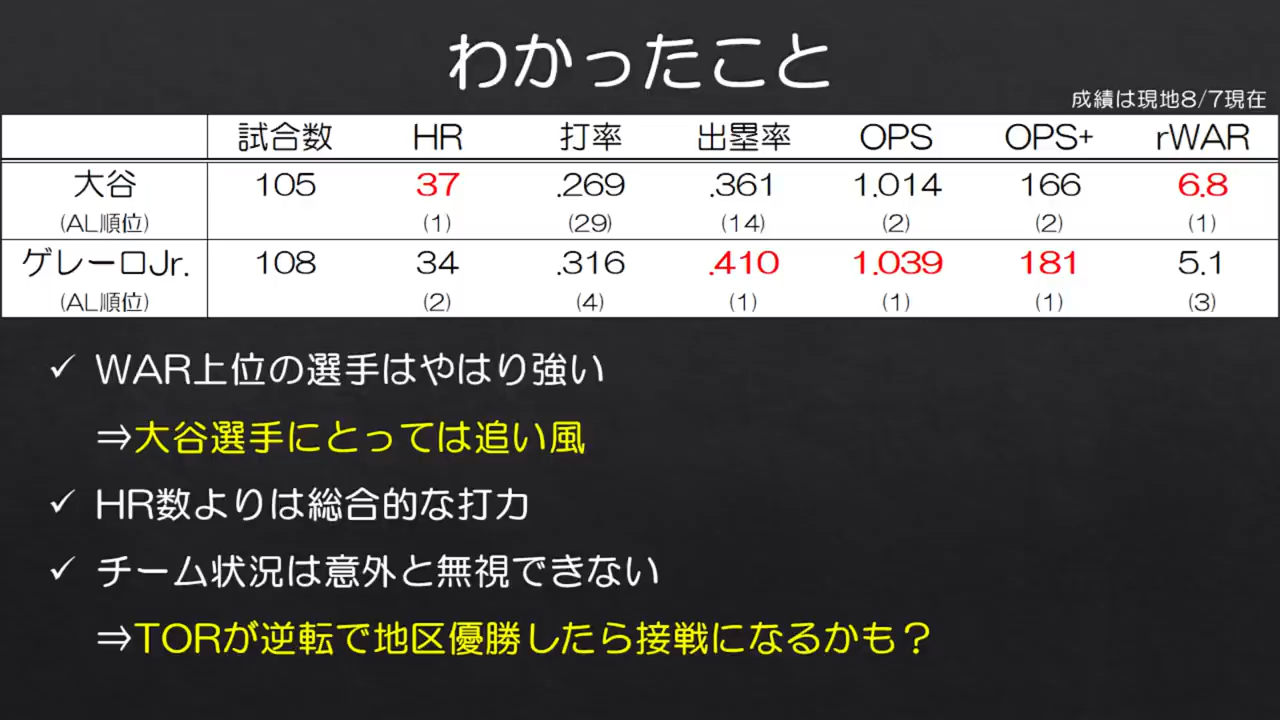 わかったこと
成績は現地8/7現在
試合数 HR 打率 出塁率 OPS OPS+ rWAR
大谷 105 37 .269 .361 1.014 166 6.8
(AL順位) (1) (29) (14) (2) (2) (1)
ゲレーロJr. 108 34 .316 .410 1.039 181 5.1
(AL順位) (2) (4) (1) (1) (1) (3)
✓ WAR上位の選手はやはり強い
⇒大谷選手にとっては追い風
✓ HR数よりは総合的な打力
✓ チーム状況は意外と無視できない
⇒TORが逆転で地区優勝したら接戦になるかも？